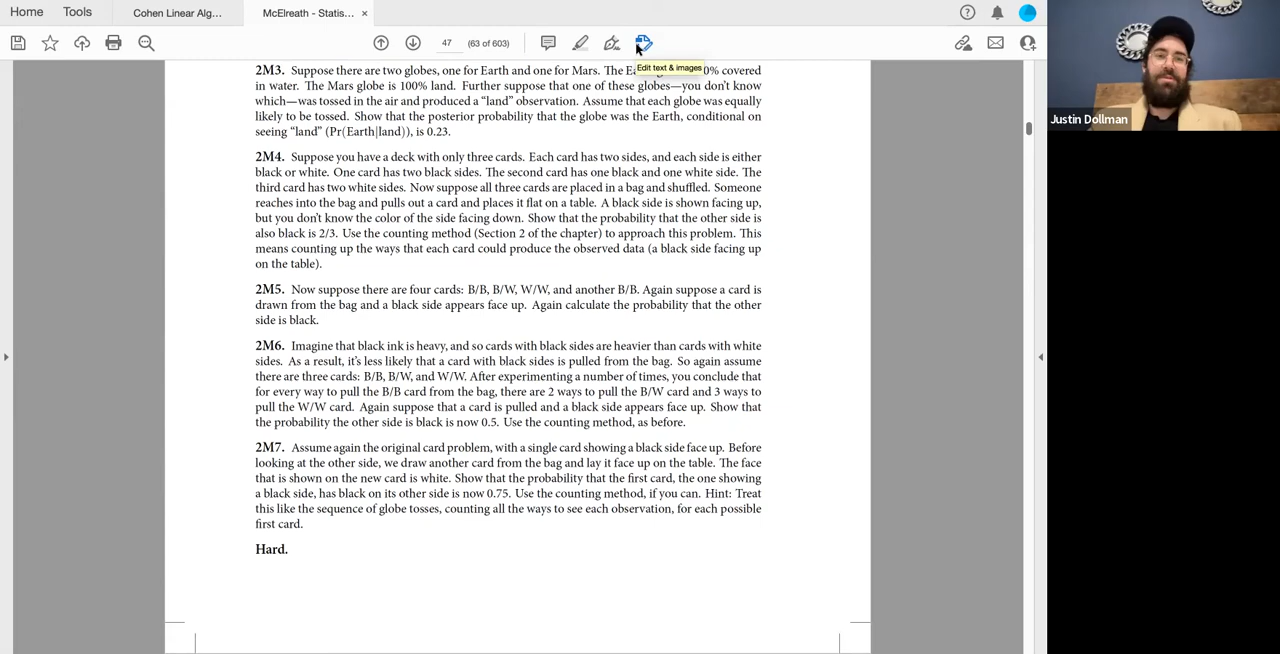 Home
Tools
Cohen Linear Alg...
McElreath - Statis...
×
47
(63 of 603)
Edit text & images
Justin Dollman
2M3. Suppose there are two globes, one for Earth and one for Mars. The 0% covered
in water. The Mars globe is 100% land. Further suppose that one of these globes—you don't know
which—was tossed in the air and produced a “land” observation. Assume that each globe was equally
likely to be tossed. Show that the posterior probability that the globe was the Earth, conditional on
seeing “land” (Pr(Earth|land)), is 0.23.
2M4. Suppose you have a deck with only three cards. Each card has two sides, and each side is either
black or white. One card has two black sides. The second card has one black and one white side. The
third card has two white sides. Now suppose all three cards are placed in a bag and shuffled. Someone
reaches into the bag and pulls out a card and places it flat on a table. A black side is shown facing up,
but you don't know the color of the side facing down. Show that the probability that the other side is
also black is 2/3. Use the counting method (Section 2 of the chapter) to approach this problem. This
means counting up the ways that each card could produce the observed data (a black side facing up
on the table).
2M5. Now suppose there are four cards: B/B, B/W, W/W, and another B/B. Again suppose a card is
drawn from the bag and a black side appears face up. Again calculate the probability that the other
side is black.
2M6. Imagine that black ink is heavy, and so cards with black sides are heavier than cards with white
sides. As a result, it's less likely that a card with black sides is pulled from the bag. So again assume
there are three cards: B/B, B/W, and W/W. After experimenting a number of times, you conclude that
for every way to pull the B/B card from the bag, there are 2 ways to pull the B/W card and 3 ways to
pull the W/W card. Again suppose that a card is pulled and a black side appears face up. Show that
the probability the other side is black is now 0.5. Use the counting method, as before.
2M7. Assume again the original card problem, with a single card showing a black side face up. Before
looking at the other side, we draw another card from the bag and lay it face up on the table. The face
that is shown on the new card is white. Show that the probability that the first card, the one showing
a black side, has black on its other side is now 0.75. Use the counting method, if you can. Hint: Treat
this like the sequence of globe tosses, counting all the ways to see each observation, for each possible
first card.
Hard.